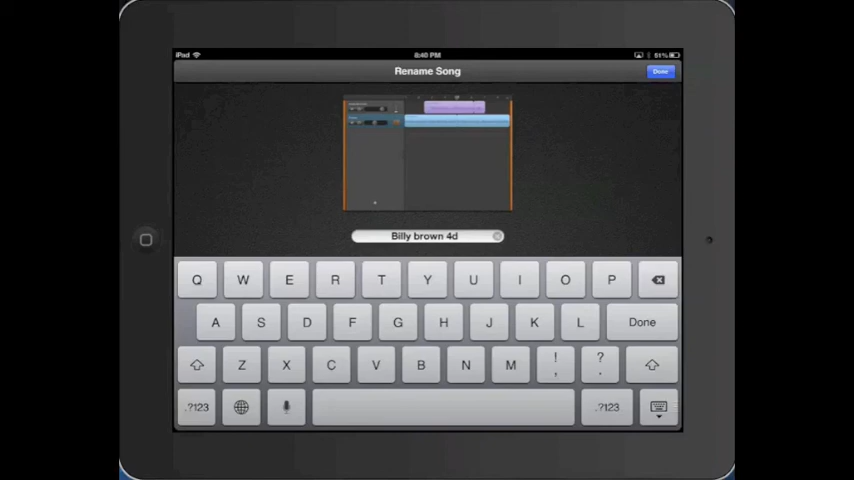 iPad 8:40 PM 51%
Rename Song Done
Billy brown 4d
Q W E R T Y U I O P
A S D F G H J K L Done
Z X C V B N M ! , ? .
.?123 .?123